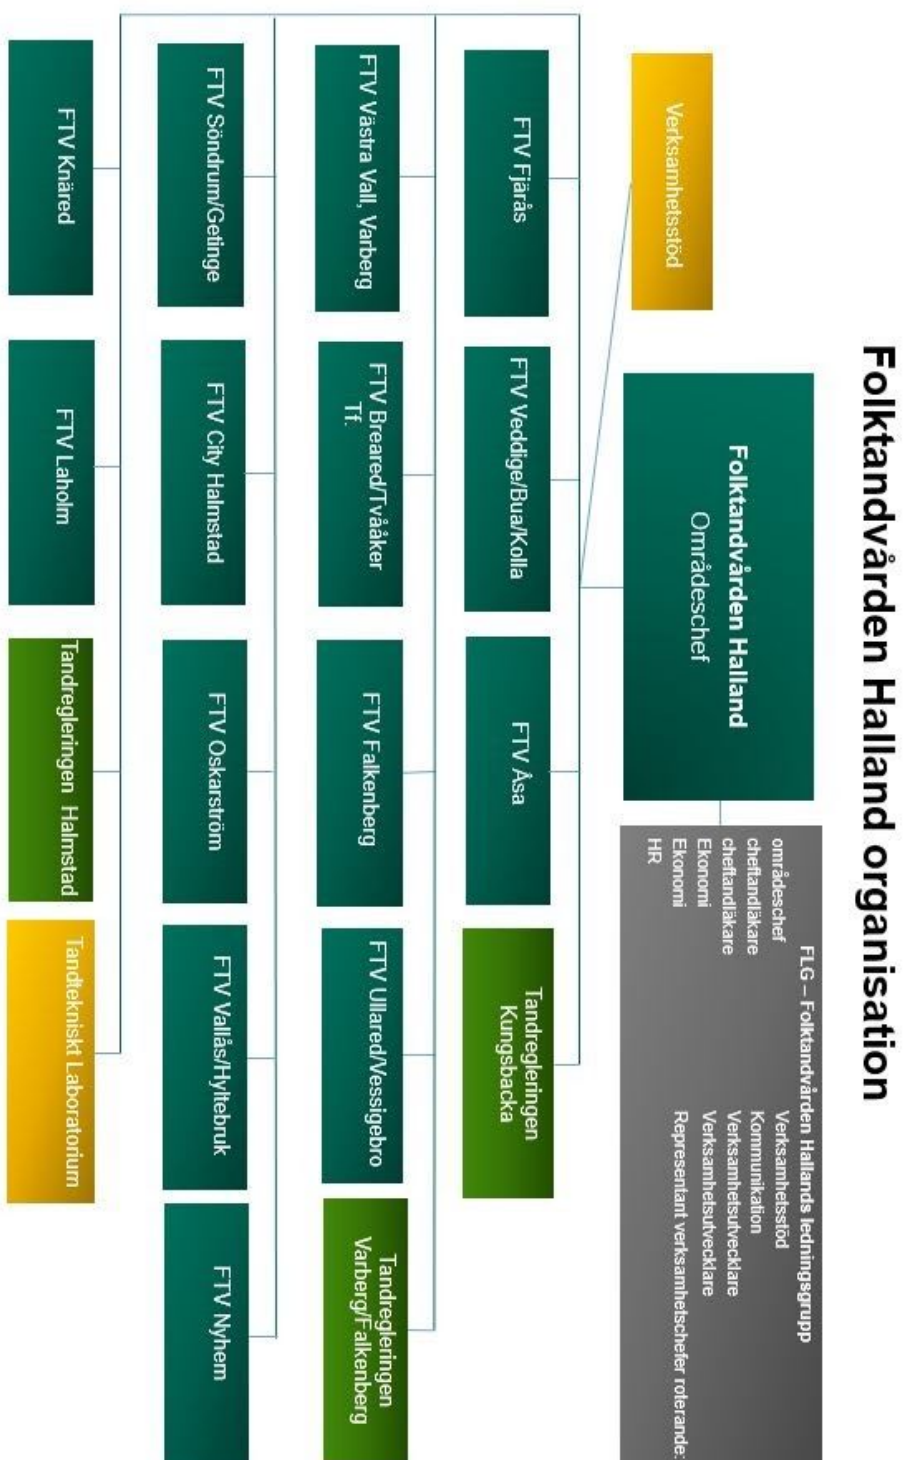 Folktandvården Halland organisation
Verksamhetsstöd
Folktandvården Halland
Områdeschef
FLG – Folktandvården Hallands ledningsgrupp
områdeschef
cheftandläkare
cheftandläkare
Ekonomi
Ekonomi
HR
Verksamhetsstöd
Kommunikation
Verksamhetsutvecklare
Verksamhetsutvecklare
Representant verksamhetschefer roterande:
FTV Fjärås
FTV Veddige/Bua/Kolla
FTV Åsa
Tandregleringen
Kungsbacka
FTV Västra Vall, Varberg
FTV Breared/Tvååker
Tf.
FTV Falkenberg
FTV Ullared/Vessigebro
Tandregleringen
Varberg/Falkenberg
FTV Söndrum/Getinge
FTV City Halmstad
FTV Oskarström
FTV Vallås/Hyltebruk
FTV Nyhem
FTV Knäred
FTV Laholm
Tandregleringen Halmstad
Tandtekniskt Laboratorium